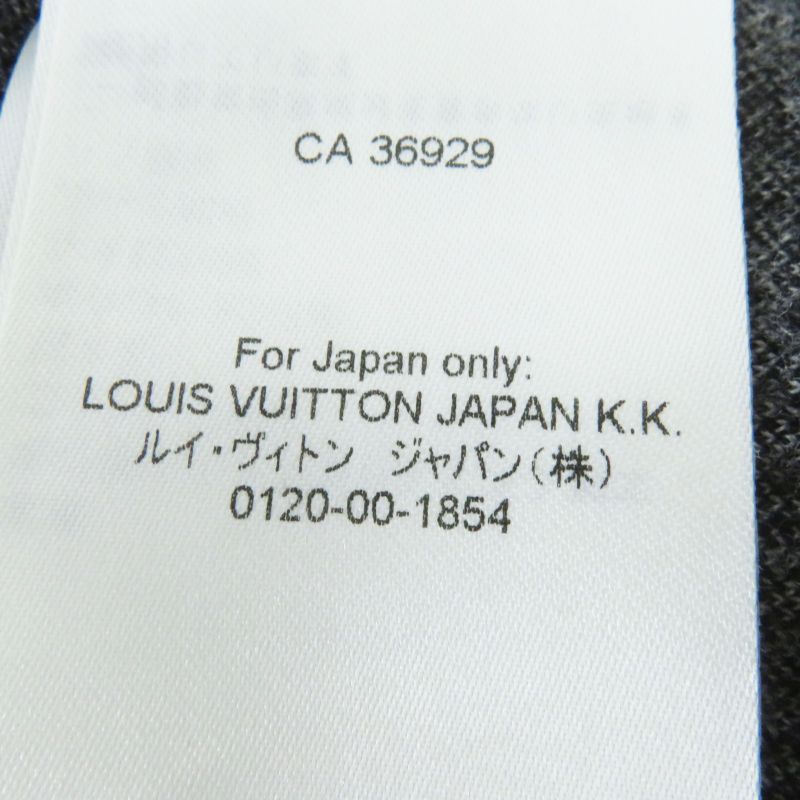 CA 36929
For Japan only:
LOUIS VUITTON JAPAN K.K.
ルイ・ヴィトン　ジャパン(株)
0120-00-1854